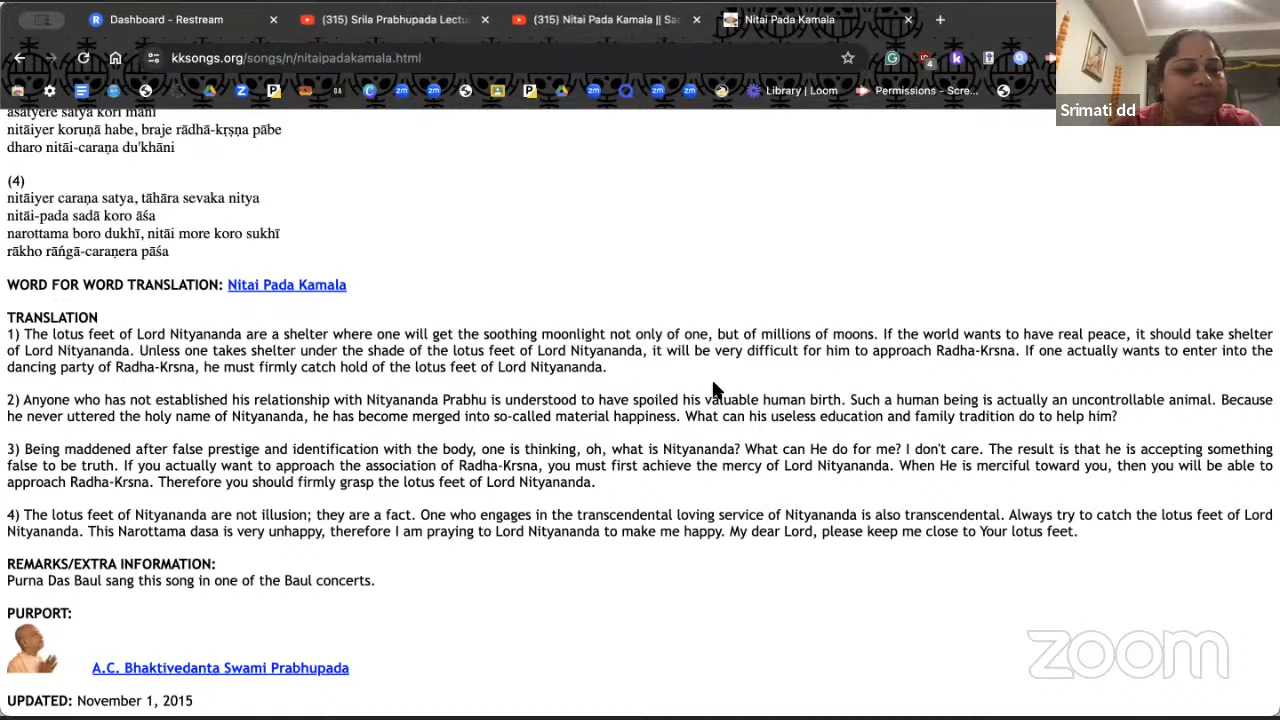 Dashboard - Restream
(315) Srila Prabhupada Lectu
(315) Nitai Pada Kamala || Sac
Nitai Pada Kamala
kksongs.org/songs/n/nitaipadakamala.html
Library | Loom
Permissions - Scre...
Srimati dd
asatyere satya kori māni
nitāiyer koruṇā habe, braje rādhā-kṛṣṇa pābe
dharo nitāi-caraṇa du'khāni
(4)
nitāiyer caraṇa satya, tāhāra sevaka nitya
nitāi-pada sadā koro āśa
narottama boro dukhī, nitāi more koro sukhī
rākho rāṅgā-caraṇera pāśa
WORD FOR WORD TRANSLATION: Nitai Pada Kamala
TRANSLATION
1) The lotus feet of Lord Nityananda are a shelter where one will get the soothing moonlight not only of one, but of millions of moons. If the world wants to have real peace, it should take shelter
of Lord Nityananda. Unless one takes shelter under the shade of the lotus feet of Lord Nityananda, it will be very difficult for him to approach Radha-Krsna. If one actually wants to enter into the
dancing party of Radha-Krsna, he must firmly catch hold of the lotus feet of Lord Nityananda.
2) Anyone who has not established his relationship with Nityananda Prabhu is understood to have spoiled his valuable human birth. Such a human being is actually an uncontrollable animal. Because
he never uttered the holy name of Nityananda, he has become merged into so-called material happiness. What can his useless education and family tradition do to help him?
3) Being maddened after false prestige and identification with the body, one is thinking, oh, what is Nityananda? What can He do for me? I don't care. The result is that he is accepting something
false to be truth. If you actually want to approach the association of Radha-Krsna, you must first achieve the mercy of Lord Nityananda. When He is merciful toward you, then you will be able to
approach Radha-Krsna. Therefore you should firmly grasp the lotus feet of Lord Nityananda.
4) The lotus feet of Nityananda are not illusion; they are a fact. One who engages in the transcendental loving service of Nityananda is also transcendental. Always try to catch the lotus feet of Lord
Nityananda. This Narottama dasa is very unhappy, therefore I am praying to Lord Nityananda to make me happy. My dear Lord, please keep me close to Your lotus feet.
REMARKS/EXTRA INFORMATION:
Purna Das Baul sang this song in one of the Baul concerts.
PURPORT:
A.C. Bhaktivedanta Swami Prabhupada
UPDATED: November 1, 2015
zoom